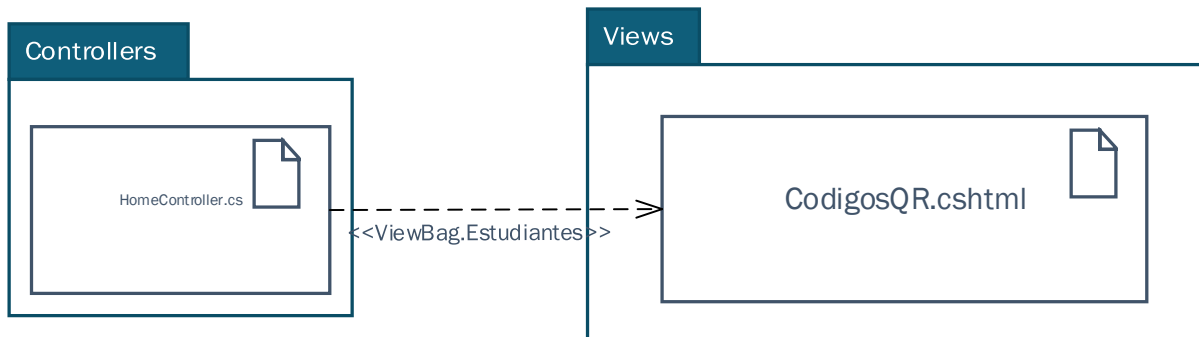 Controllers
Views
HomeController.cs
CodigosQR.cshtml
<<ViewBag.Estudiantes>>